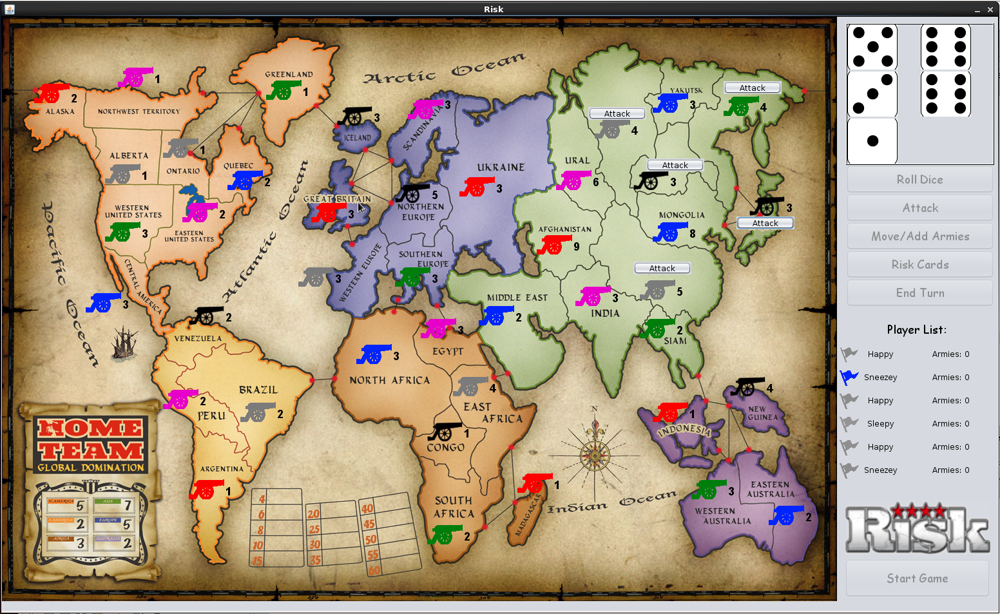 Risk
Arctic Ocean
GREENLAND
1
1
2
ALASKA
NORTHWEST TERRITORY
3
ICELAND
3
SCANDINAVIA
YAKUTSK
3
Attack
4
Attack
4
ALBERTA
1
1
ONTARIO
QUEBEC
2
UKRAINE
3
URAL
6
Attack
3
GREAT BRITAIN
3
5
NORTHERN
EUROPE
3
Attack
MONGOLIA
8
WESTERN
UNITED STATES
3
2
EASTERN
UNITED STATES
AFGHANISTAN
9
Pacific Ocean
Atlantic Ocean
CENTRAL AMERICA
3
WESTERN EUROPE
3
SOUTHERN
EUROPE
3
Attack
5
MIDDLE EAST
2
3
INDIA
2
SIAM
2
VENEZUELA
3
EGYPT
3
NORTH AFRICA
4
EAST
AFRICA
BRAZIL
2
2
PERU
1
CONGO
4
NEW
GUINEA
1
INDONESIA
N
ARGENTINA
1
SOUTH
AFRICA
2
1
MADAGASCAR
Indian Ocean
3
WESTERN
AUSTRALIA
EASTERN
AUSTRALIA
2
HOME
TEAM
GLOBAL DOMINATION
N.AMERICA 5
ASIA 7
S.AMERICA 2
EUROPE 5
AFRICA 3
AUSTRALIA 2
4
6
8
10
15
20
25
30
35
40
45
50
55
60
Roll Dice
Attack
Move/Add Armies
Risk Cards
End Turn
Player List:
Happy Armies: 0
Sneezey Armies: 0
Happy Armies: 0
Sleepy Armies: 0
Happy Armies: 0
Sneezey Armies: 0
RISK
Start Game